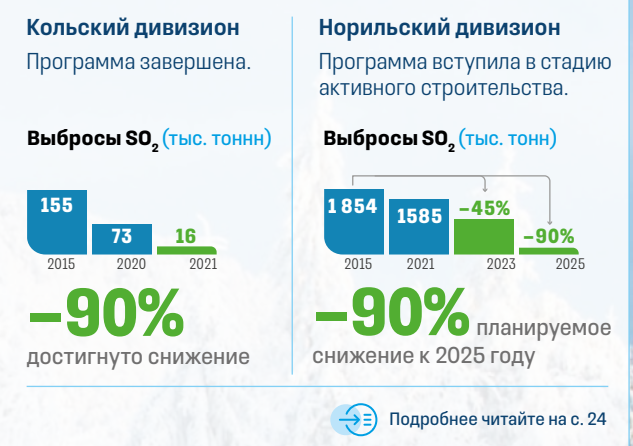 Кольский дивизион
Программа завершена.
Выбросы SO₂ (тыс. тоннн)
155
73
16
2015
2020
2021
–90%
достигнуто снижение
Норильский дивизион
Программа вступила в стадию
активного строительства.
Выбросы SO₂ (тыс. тонн)
1 854
1585
–45%
–90%
2015
2021
2023
2025
–90% планируемое
снижение к 2025 году
Подробнее читайте на с. 24